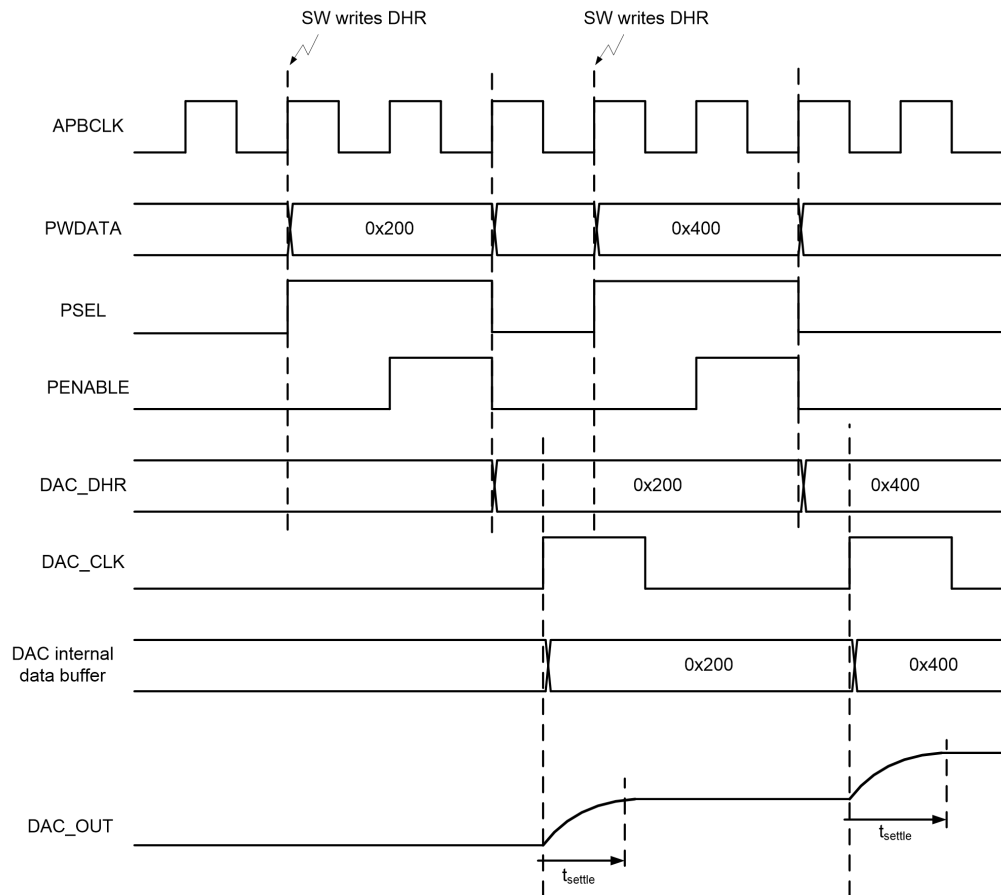 SW writes DHR
SW writes DHR
APBCLK
PWDATA
0x200
0x400
PSEL
PENABLE
DAC_DHR
0x200
0x400
DAC_CLK
DAC internal
data buffer
0x200
0x400
DAC_OUT
tsettle
tsettle